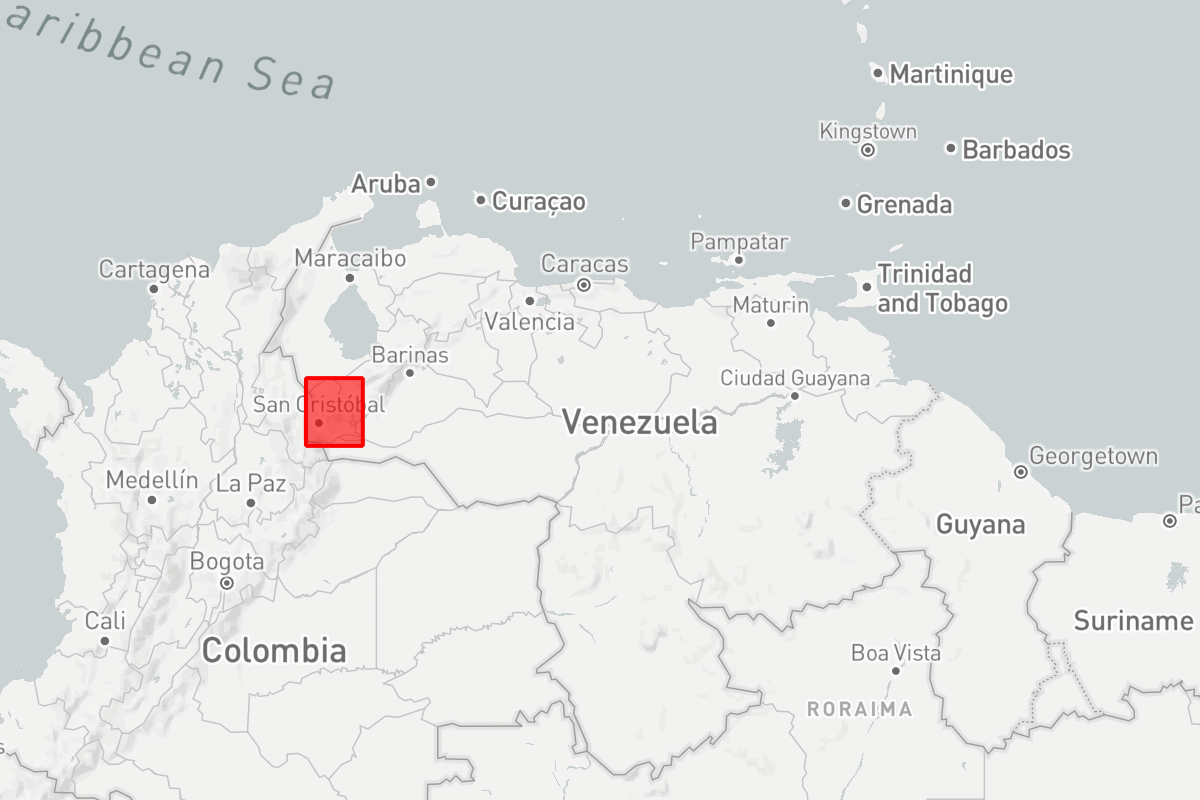 aribbean Sea
Martinique
Kingstown
Barbados
Aruba
Curaçao
Grenada
Pampatar
Maracaibo
Caracas
Cartagena
Trinidad
and Tobago
Maturin
Valencia
Barinas
Ciudad Guayana
San Cristóbal
Venezuela
Georgetown
Medellín
La Paz
Pa
Guyana
Bogota
Cali
Suriname
Colombia
Boa Vista
RORAIMA
s